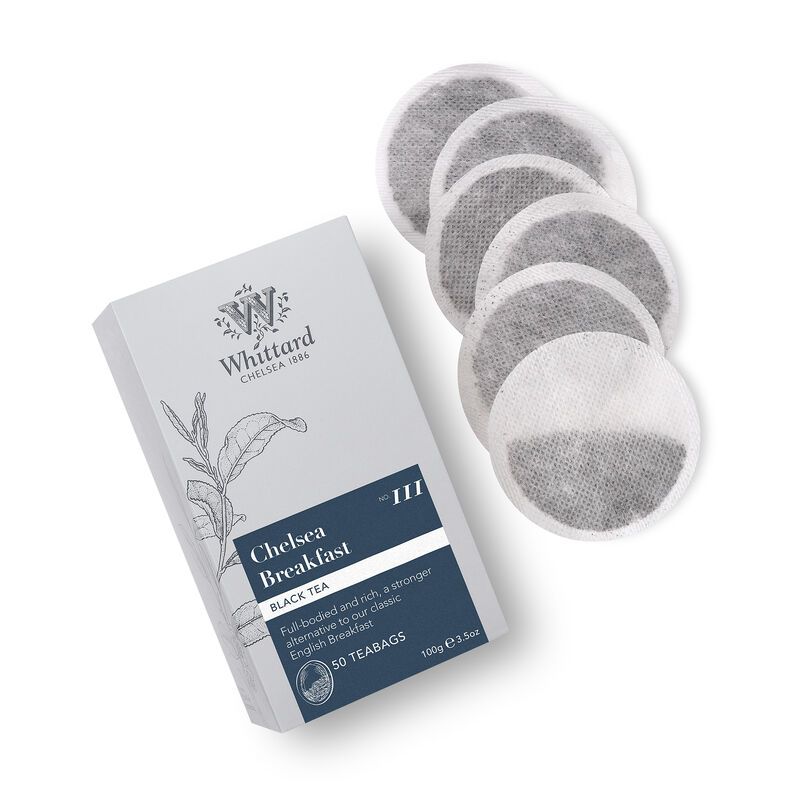 W
Whittard
CHELSEA 1886
NO. 111
Chelsea
Breakfast
BLACK TEA
Full-bodied and rich, a stronger
alternative to our classic
English Breakfast
50 TEABAGS
100g ℮ 3.5oz